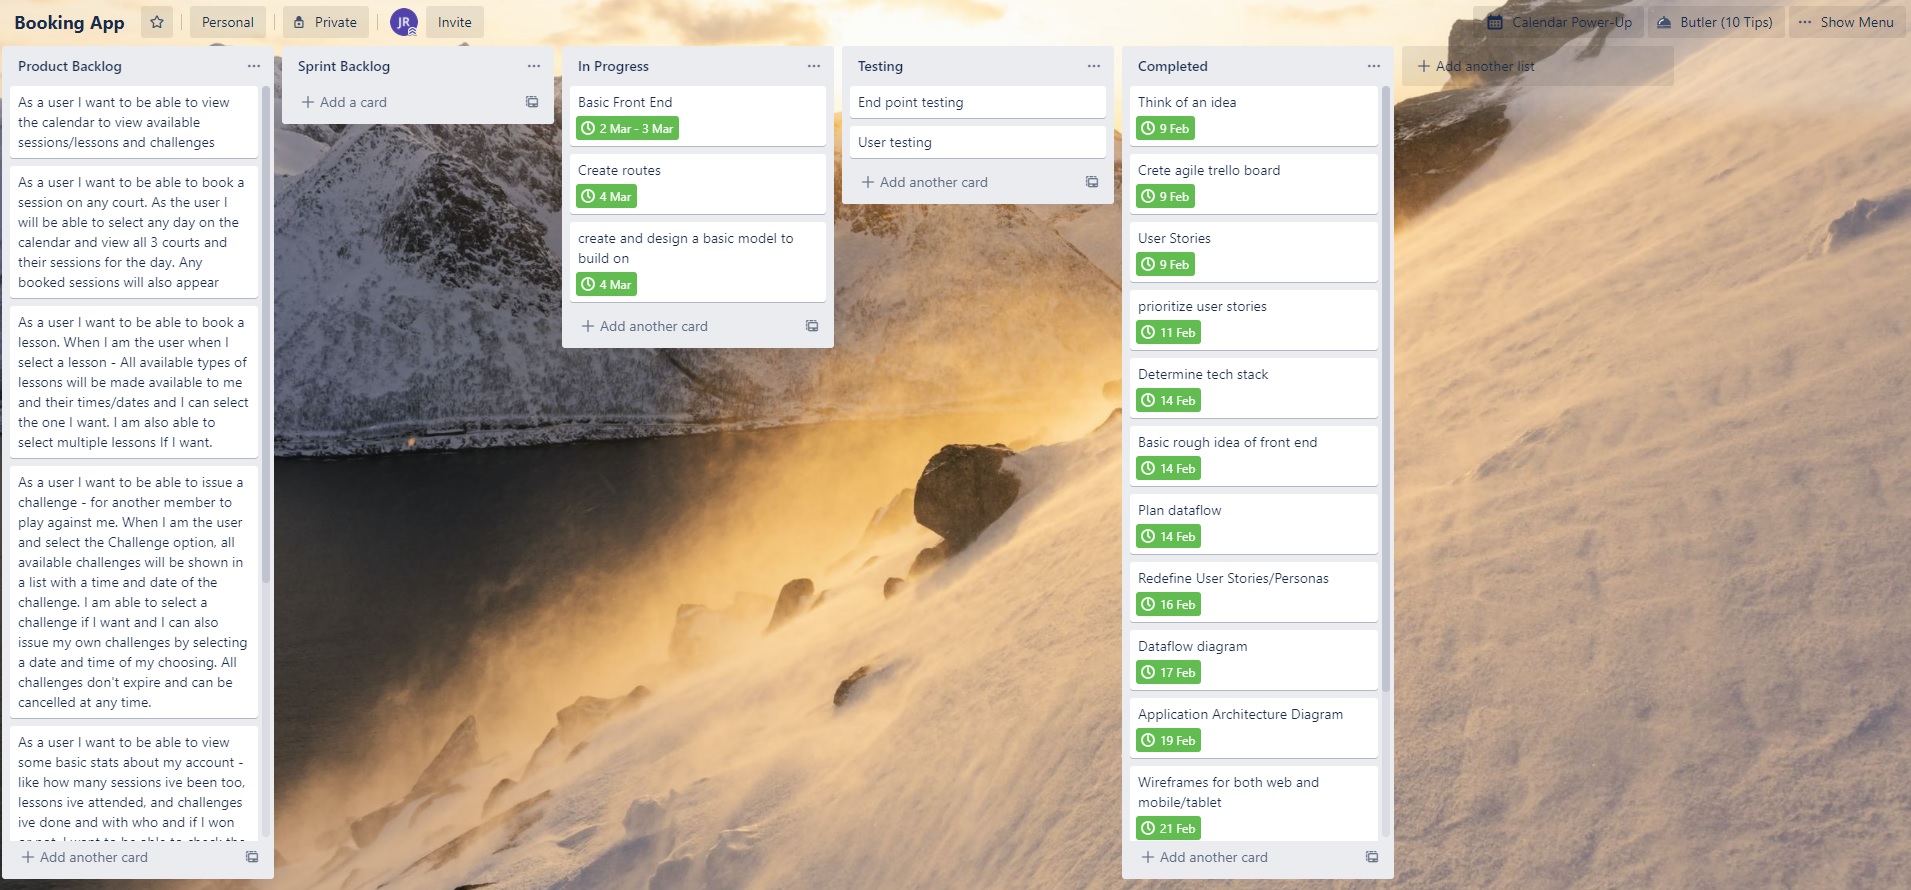 Booking App
Personal
Private
JR
Invite
Calendar Power-Up
Butler (10 Tips)
Show Menu
Product Backlog
As a user I want to be able to view
the calendar to view available
sessions/lessons and challenges
As a user I want to be able to book a
session on any court. As the user I
will be able to select any day on the
calendar and view all 3 courts and
their sessions for the day. Any
booked sessions will also appear
As a user I want to be able to book a
lesson. When I am the user when I
select a lesson - All available types of
lessons will be made available to me
and their times/dates and I can select
the one I want. I am also able to
select multiple lessons If I want.
As a user I want to be able to issue a
challenge - for another member to
play against me. When I am the user
and select the Challenge option, all
available challenges will be shown in
a list with a time and date of the
challenge. I am able to select a
challenge if I want and I can also
issue my own challenges by selecting
a date and time of my choosing. All
challenges don't expire and can be
cancelled at any time.
As a user I want to be able to view
some basic stats about my account -
like how many sessions ive been too,
lessons ive attended, and challenges
ive done and with who and if I won
or not. I want to be able to check the
Add another card
Sprint Backlog
Add a card
In Progress
Basic Front End
2 Mar - 3 Mar
Create routes
4 Mar
create and design a basic model to
build on
4 Mar
Add another card
Testing
End point testing
User testing
Add another card
Completed
Think of an idea
9 Feb
Crete agile trello board
9 Feb
User Stories
9 Feb
prioritize user stories
11 Feb
Determine tech stack
14 Feb
Basic rough idea of front end
14 Feb
Plan dataflow
14 Feb
Redefine User Stories/Personas
16 Feb
Dataflow diagram
17 Feb
Application Architecture Diagram
19 Feb
Wireframes for both web and
mobile/tablet
21 Feb
Add another card
Add another list